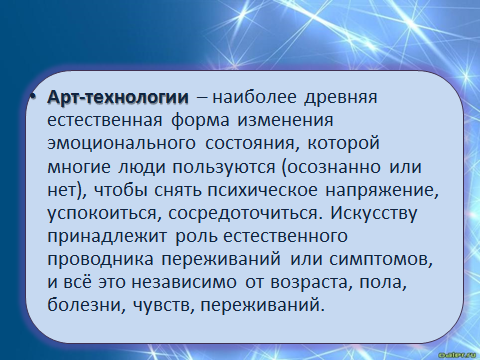 • Арт-технологии – наиболее древняя
естественная форма изменения
эмоционального состояния, которой
многие люди пользуются (осознанно или
нет), чтобы снять психическое напряжение,
успокоиться, сосредоточиться. Искусству
принадлежит роль естественного
проводника переживаний или симптомов,
и всё это независимо от возраста, пола,
болезни, чувств, переживаний.